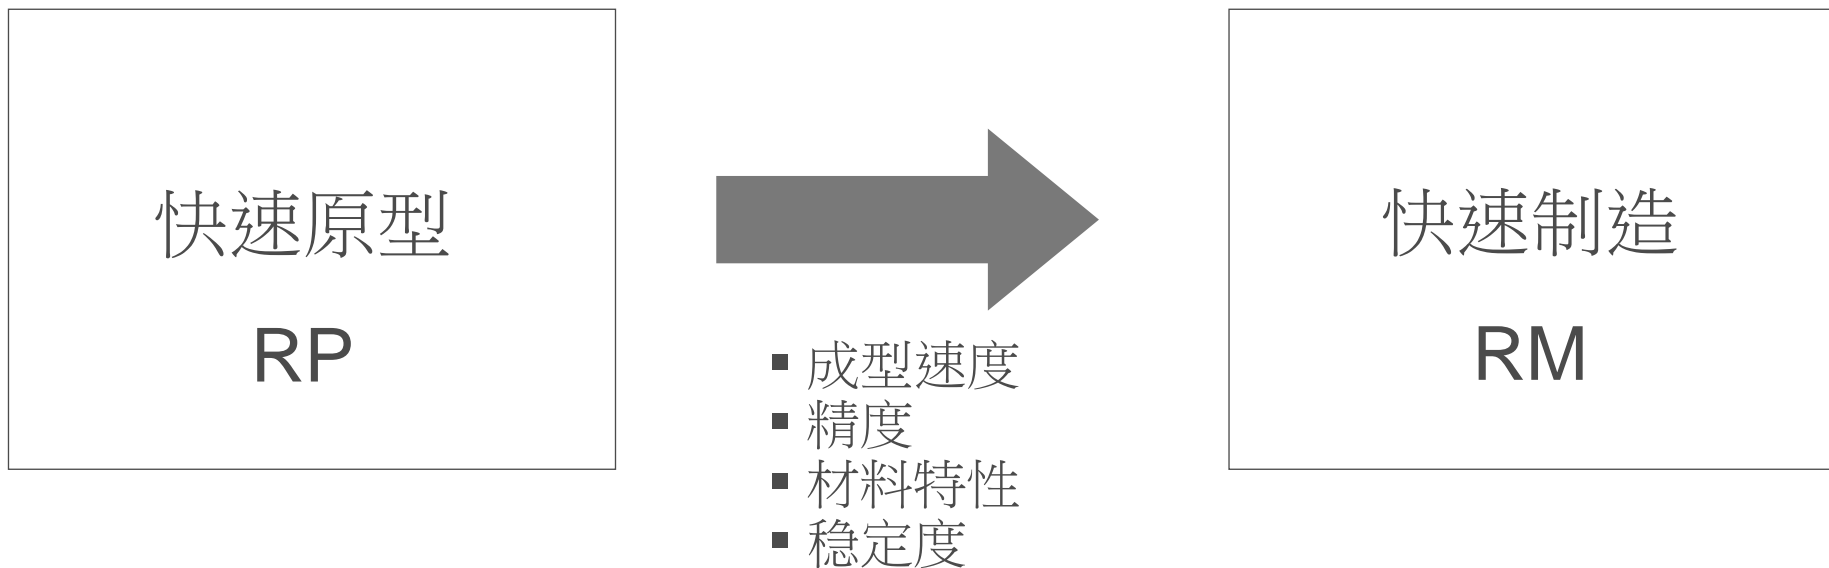 快速原型
RP
■ 成型速度
■ 精度
■ 材料特性
■ 稳定度
快速制造
RM